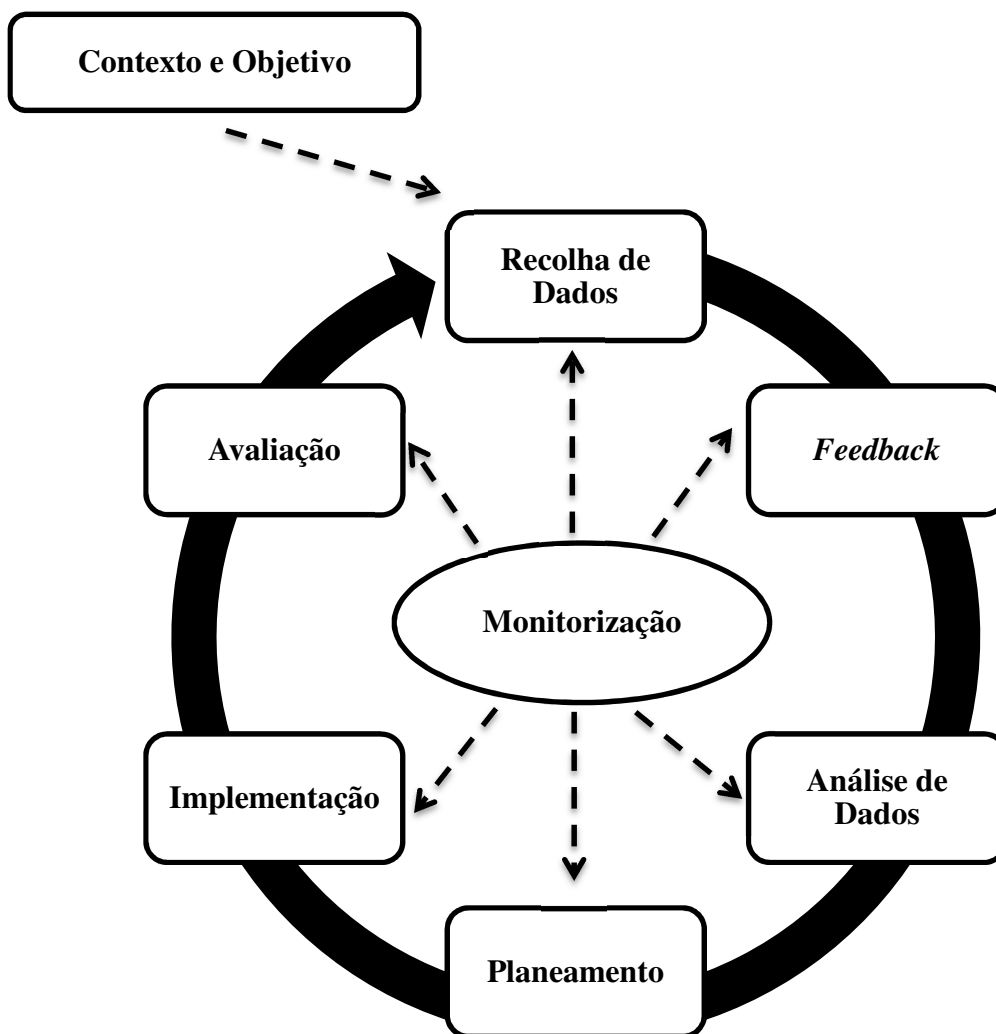 Contexto e Objetivo
Recolha de
Dados
Avaliação
Feedback
Monitorização
Implementação
Análise de
Dados
Planeamento